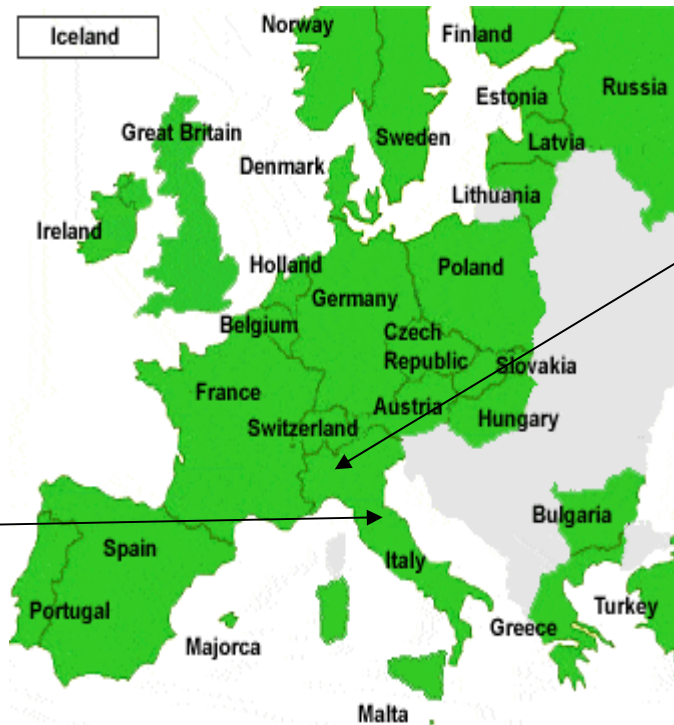 Iceland
Norway
Finland
Estonia
Russia
Great Britain
Sweden
Latvia
Denmark
Lithuania
Ireland
Holland
Poland
Germany
Belgium
Czech
Republic
Slovakia
France
Austria
Switzerland
Hungary
Bulgaria
Spain
Italy
Portugal
Turkey
Greece
Majorca
Malta